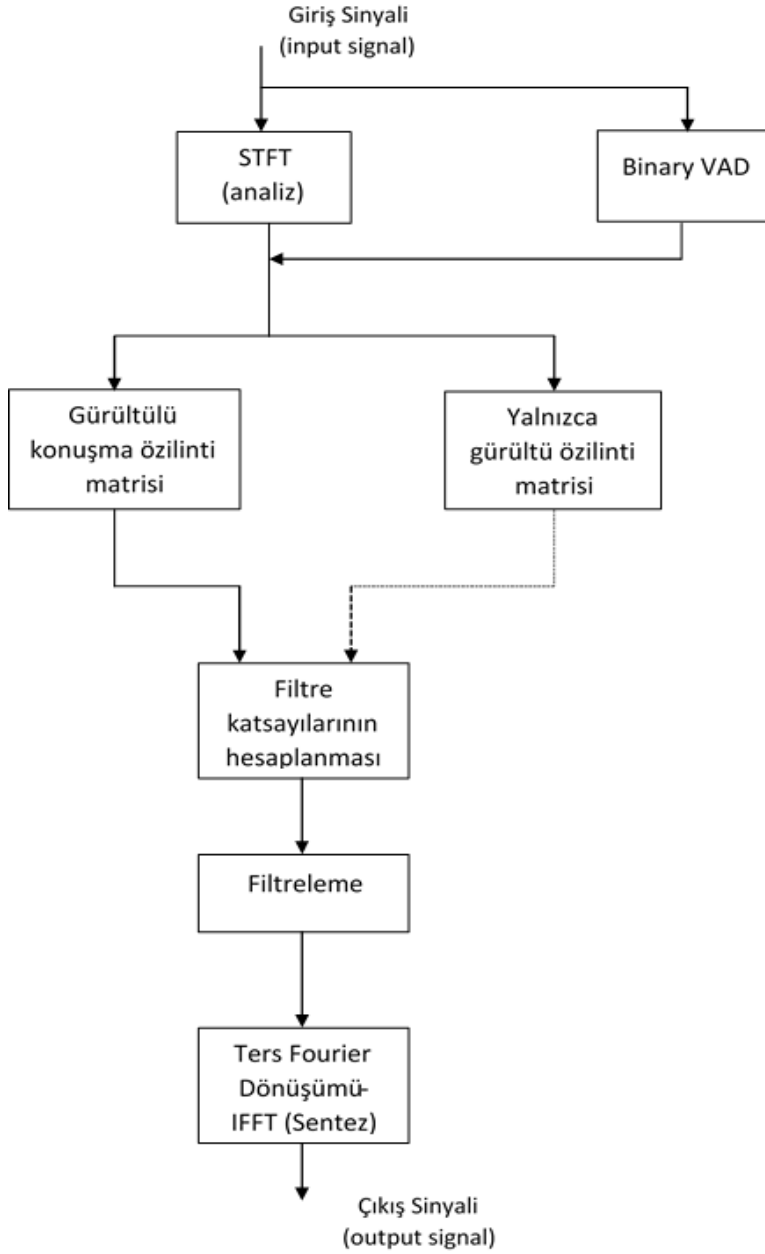 Giriş Sinyali
(input signal)
STFT
(analiz)
Binary VAD
Gürültülü
konuşma özilinti
matrisi
Yalnızca
gürültü özilinti
matrisi
Filtre
katsayılarının
hesaplanması
Filtreleme
Ters Fourier
Dönüşümü-
IFFT (Sentez)
Çıkış Sinyali
(output signal)